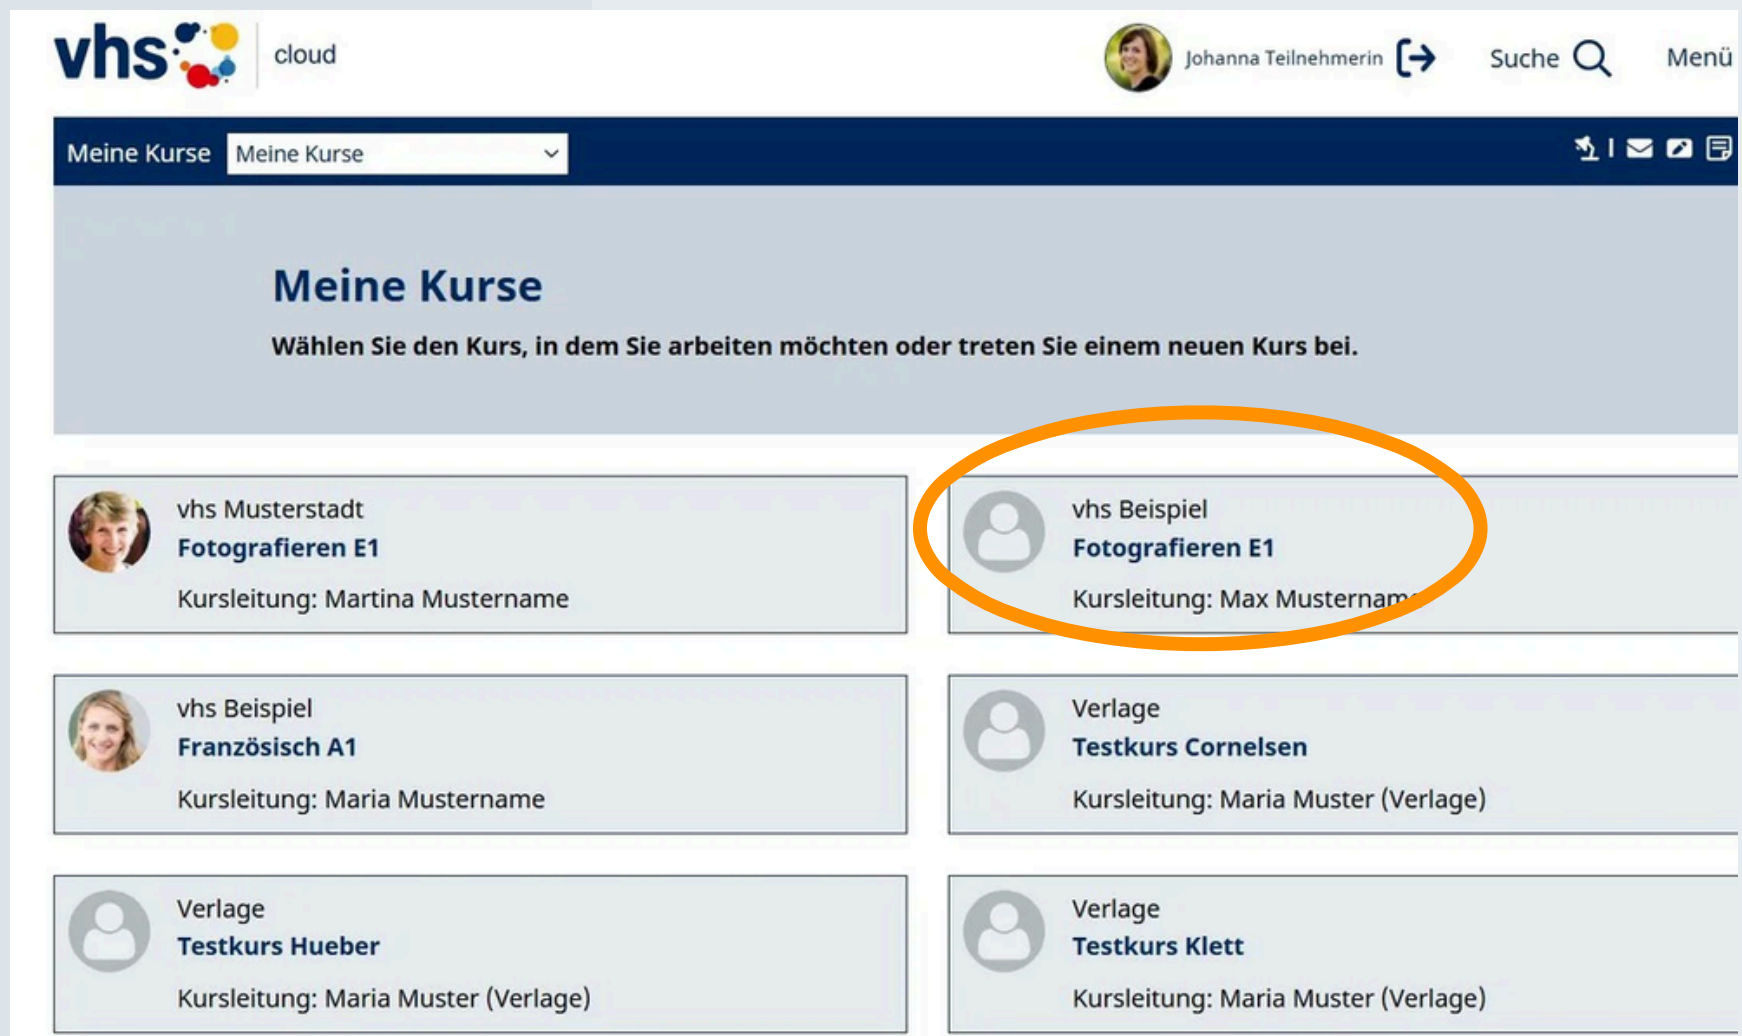 vhs cloud
Johanna Teilnehmerin
Suche
Menü
Meine Kurse
Meine Kurse
Meine Kurse
Wählen Sie den Kurs, in dem Sie arbeiten möchten oder treten Sie einem neuen Kurs bei.
vhs Musterstadt
Fotografieren E1
Kursleitung: Martina Mustername
vhs Beispiel
Fotografieren E1
Kursleitung: Max Mustername
vhs Beispiel
Französisch A1
Kursleitung: Maria Mustername
Verlage
Testkurs Cornelsen
Kursleitung: Maria Muster (Verlage)
Verlage
Testkurs Hueber
Kursleitung: Maria Muster (Verlage)
Verlage
Testkurs Klett
Kursleitung: Maria Muster (Verlage)